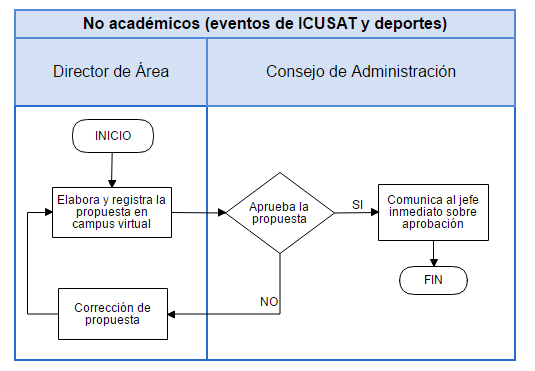 No académicos (eventos de ICUSAT y deportes)
Director de Área
Consejo de Administración
INICIO
Elabora y registra la
propuesta en
campus virtual
Aprueba la
propuesta
SI
Comunica al jefe
inmediato sobre
aprobación
FIN
NO
Corrección de
propuesta